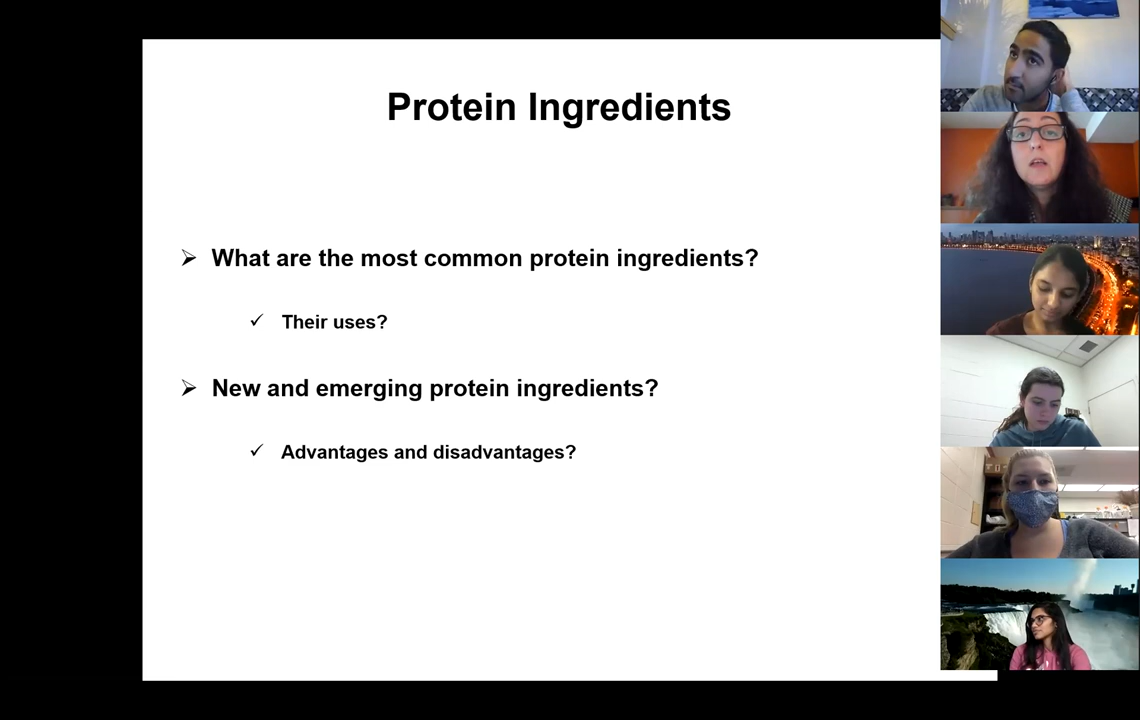 Protein Ingredients
➢ What are the most common protein ingredients?
✓ Their uses?
➢ New and emerging protein ingredients?
✓ Advantages and disadvantages?